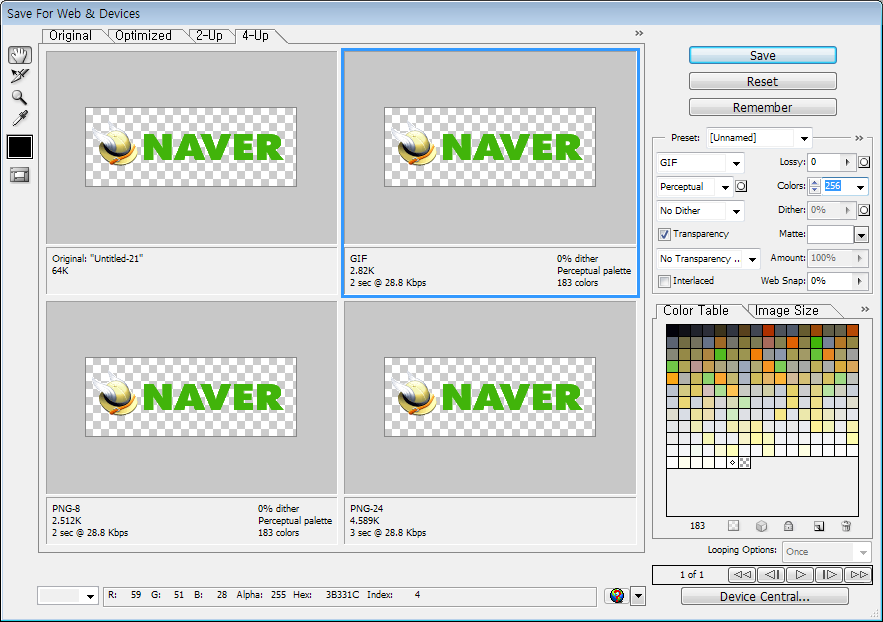 Save For Web & Devices
Original Optimized 2-Up 4-Up
Save
Reset
Remember
NAVER
NAVER
Original: "Untitled-21"
64K
GIF 0% dither
2.82K Perceptual palette
2 sec @ 28.8 Kbps 183 colors
NAVER
NAVER
PNG-8 0% dither
2.512K Perceptual palette
2 sec @ 28.8 Kbps 183 colors
PNG-24
4.589K
3 sec @ 28.8 Kbps
Preset: [Unnamed]
GIF Lossy: 0
Perceptual Colors: 256
No Dither Dither: 0%
Transparency Matte:
No Transparency .. Amount: 100%
Interlaced Web Snap: 0%
Color Table Image Size
183
Looping Options: Once
1 of 1
R: 59 G: 51 B: 28 Alpha: 255 Hex: 3B331C Index: 4
Device Central...